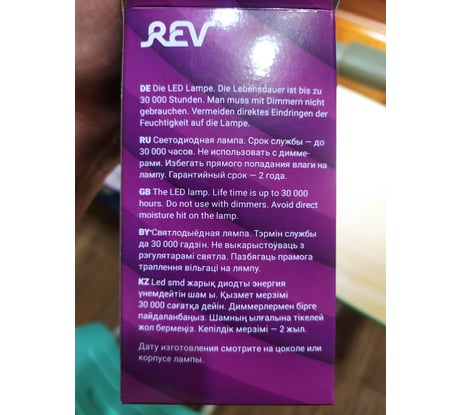 REV
DE Die LED Lampe. Die Lebensdauer ist bis zu
30 000 Stunden. Man muss mit Dimmern nicht
gebrauchen. Vermeiden direktes Eindringen der
Feuchtigkeit auf die Lampe.
RU Светодиодная лампа. Срок службы — до
30 000 часов. Не использовать с димме-
рами. Избегать прямого попадания влаги на
лампу. Гарантийный срок — 2 года.
GB The LED lamp. Life time is up to 30 000
hours. Do not use with dimmers. Avoid direct
moisture hit on the lamp.
BY Святлодыёдная лямпа. Тэрмін службы
да 30 000 гадзін. Не выкарыстоўваць з
рэгулятарамі святла. Пазбягаць прамога
траплення вільгаці на лямпу.
KZ Led smd жарық диодты энергия
үнемдейтін шам ы. Қызмет мерзімі
30 000 сағатқа дейін. Диммерлермен бірге
пайдаланбаңыз. Шамның ылғалына тікелей
жол бермеңіз. Кепілдік мерзімі — 2 жыл.
Дату изготовления смотрите на цоколе или
корпусе лампы.